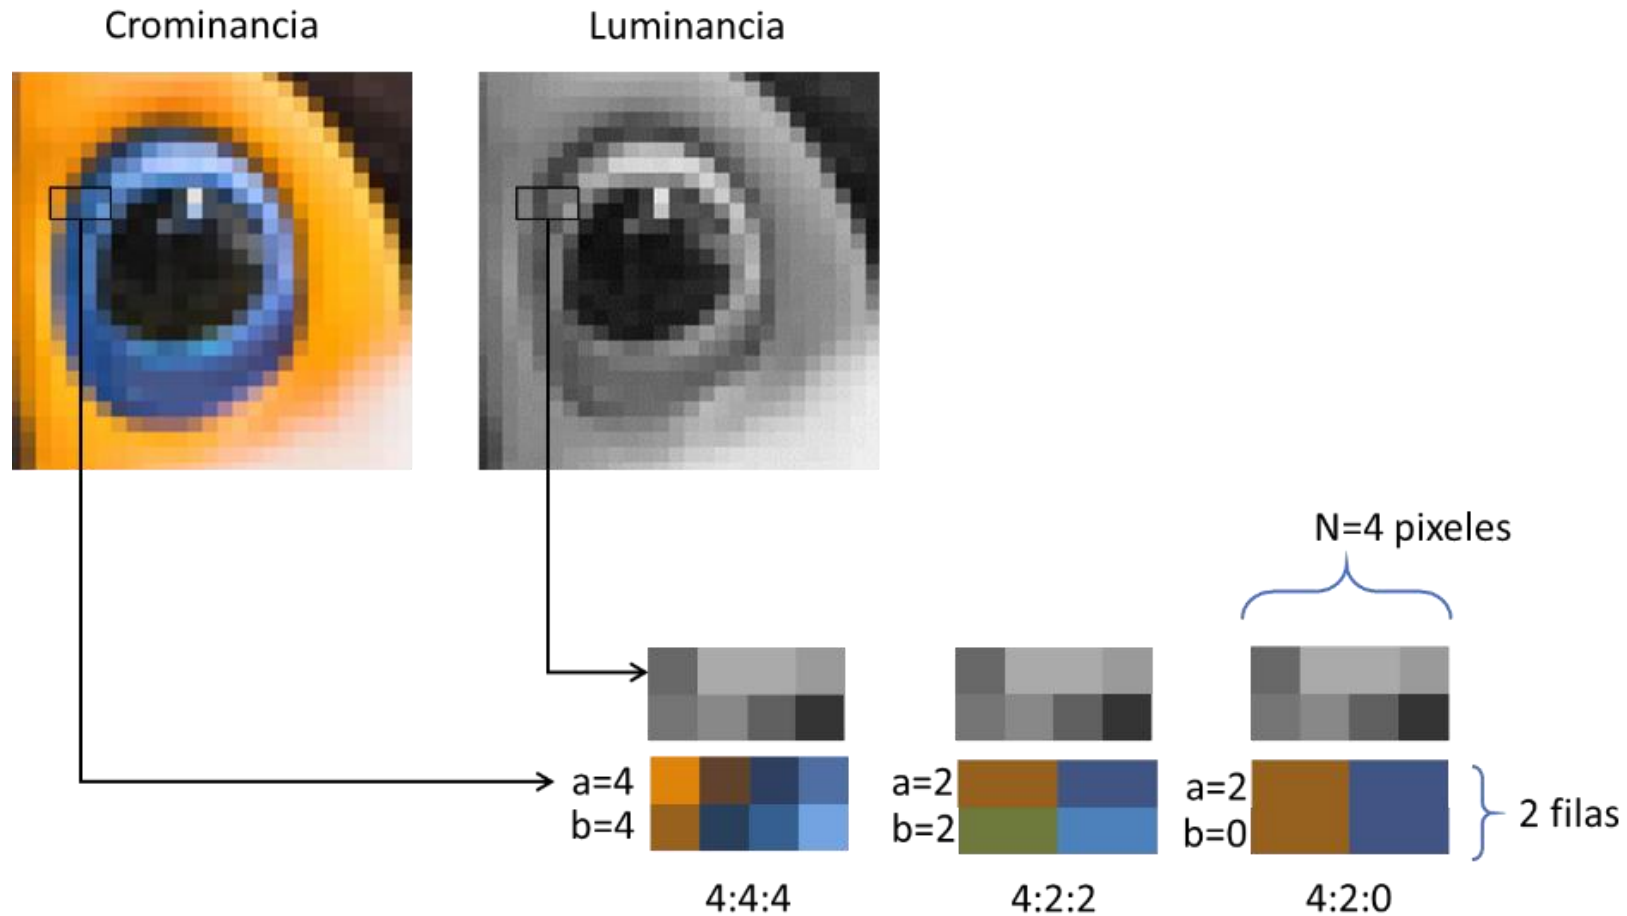 Crominancia
Luminancia
N=4 pixeles
a=4
b=4
a=2
b=2
a=2
b=0
2 filas
4:4:4
4:2:2
4:2:0